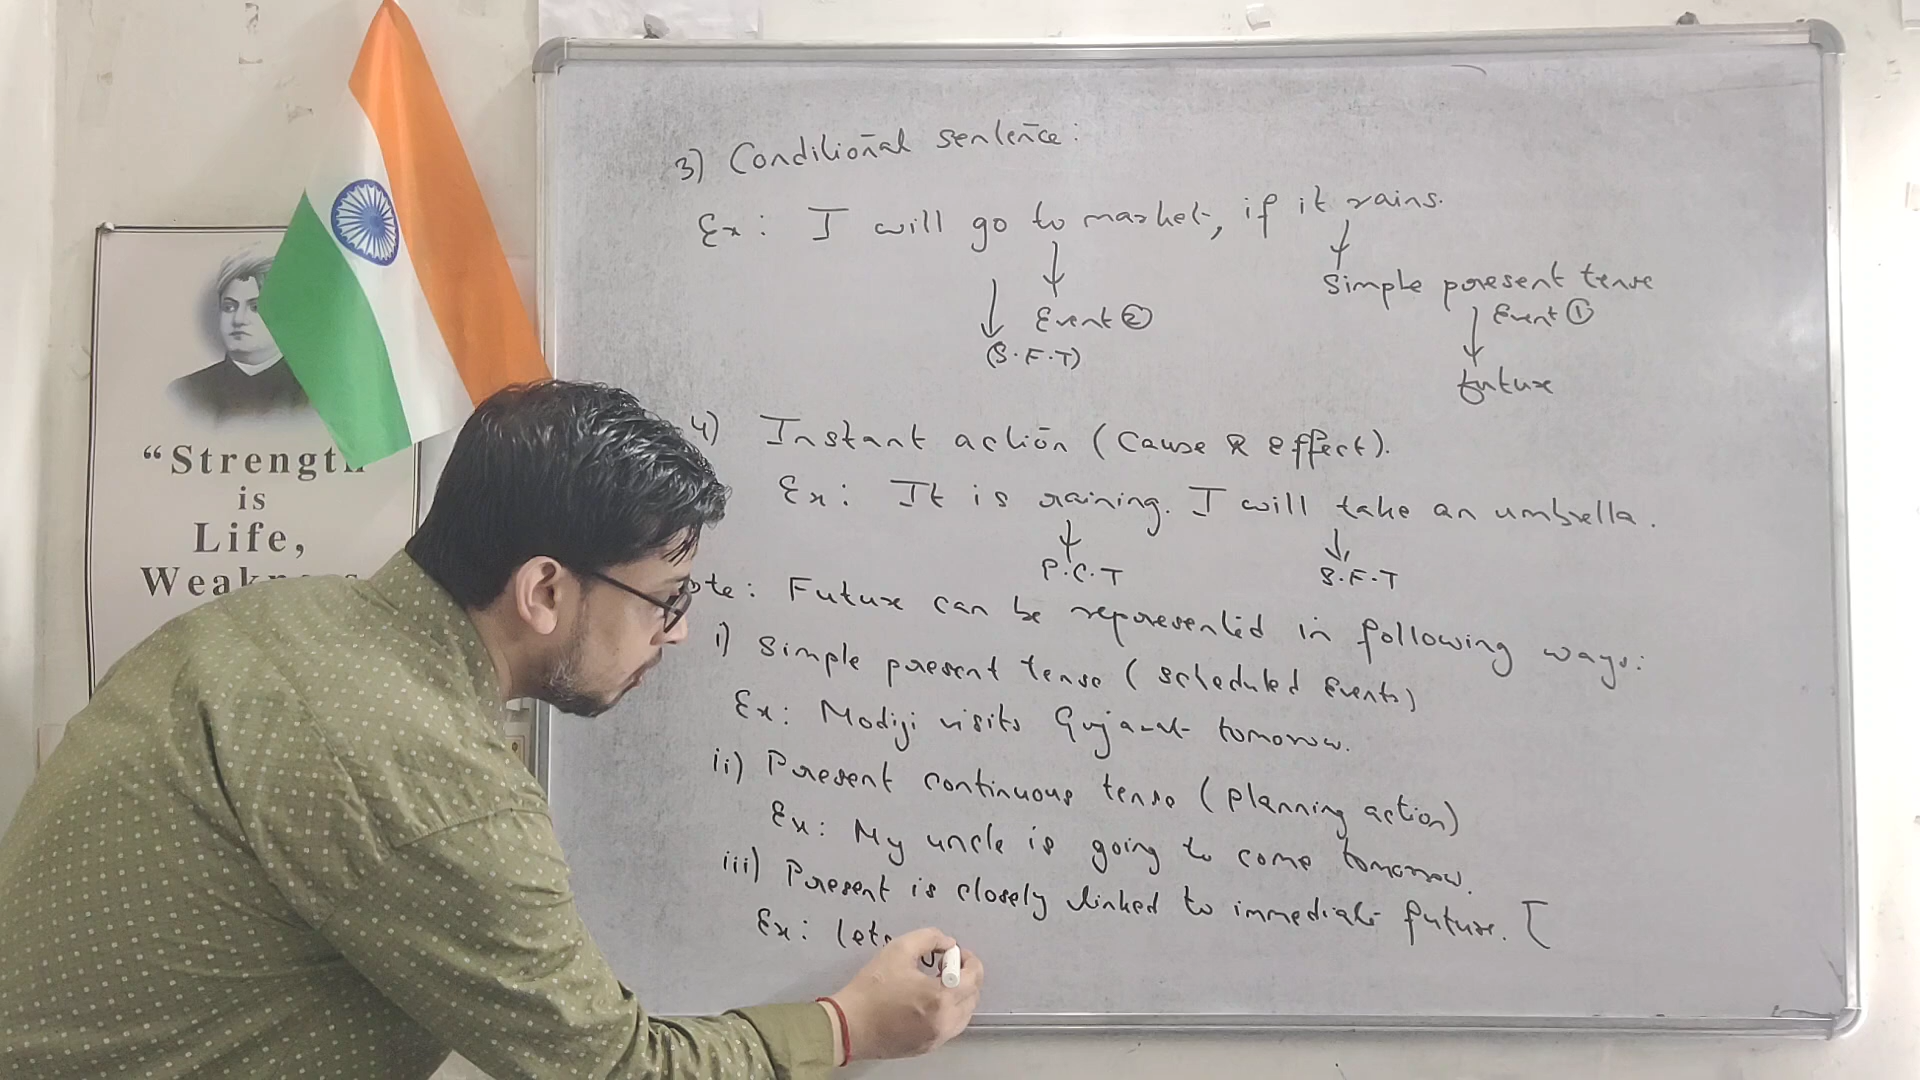 3) Conditional sentence:
Ex: I will go to market, if it rains.
Simple present tense
Event ②
Event ①
(S.F.T)
future
4) Instant action (Cause & effect).
Ex: It is raining. I will take an umbrella.
P.C.T
S.F.T
ote: Future can be represented in following ways:
i) Simple present tense (scheduled Events)
Ex: Modiji visits Gujarat tomorrow.
ii) Present continuous tense (planning action)
Ex: My uncle is going to come tomorrow.
iii) Present is closely linked to immediate future. [
Ex: lets
"Strengt
is
Life,
Weak